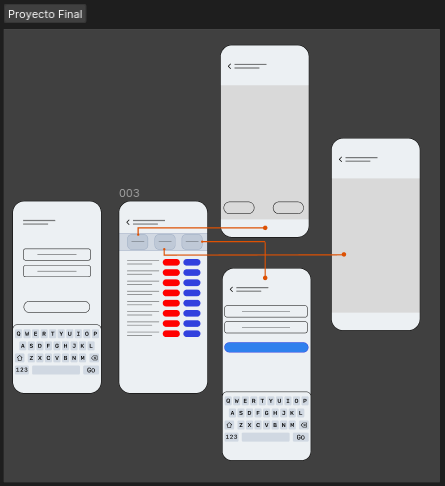 Proyecto Final
003
Q W E R T Y U I O P
A S D F G H J K L
Z X C V B N M
123 Go
Q W E R T Y U I O P
A S D F G H J K L
Z X C V B N M
123 Go